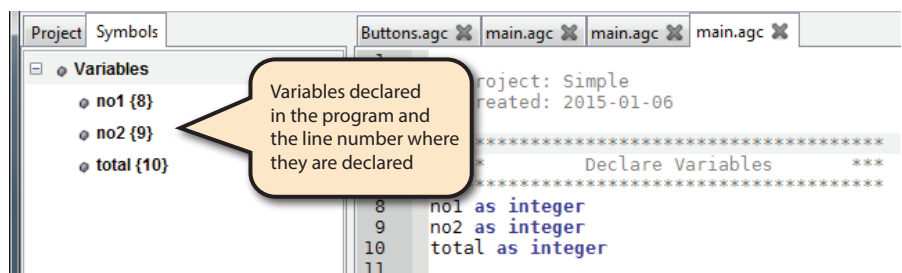 Project Symbols
Buttons.agc main.agc main.agc main.agc
Variables
no1 {8}
no2 {9}
total {10}
Variables declared
in the program and
the line number where
they are declared
roject: Simple
reated: 2015-01-06
************************************
* Declare Variables ***
************************************
8 no1 as integer
9 no2 as integer
10 total as integer
11